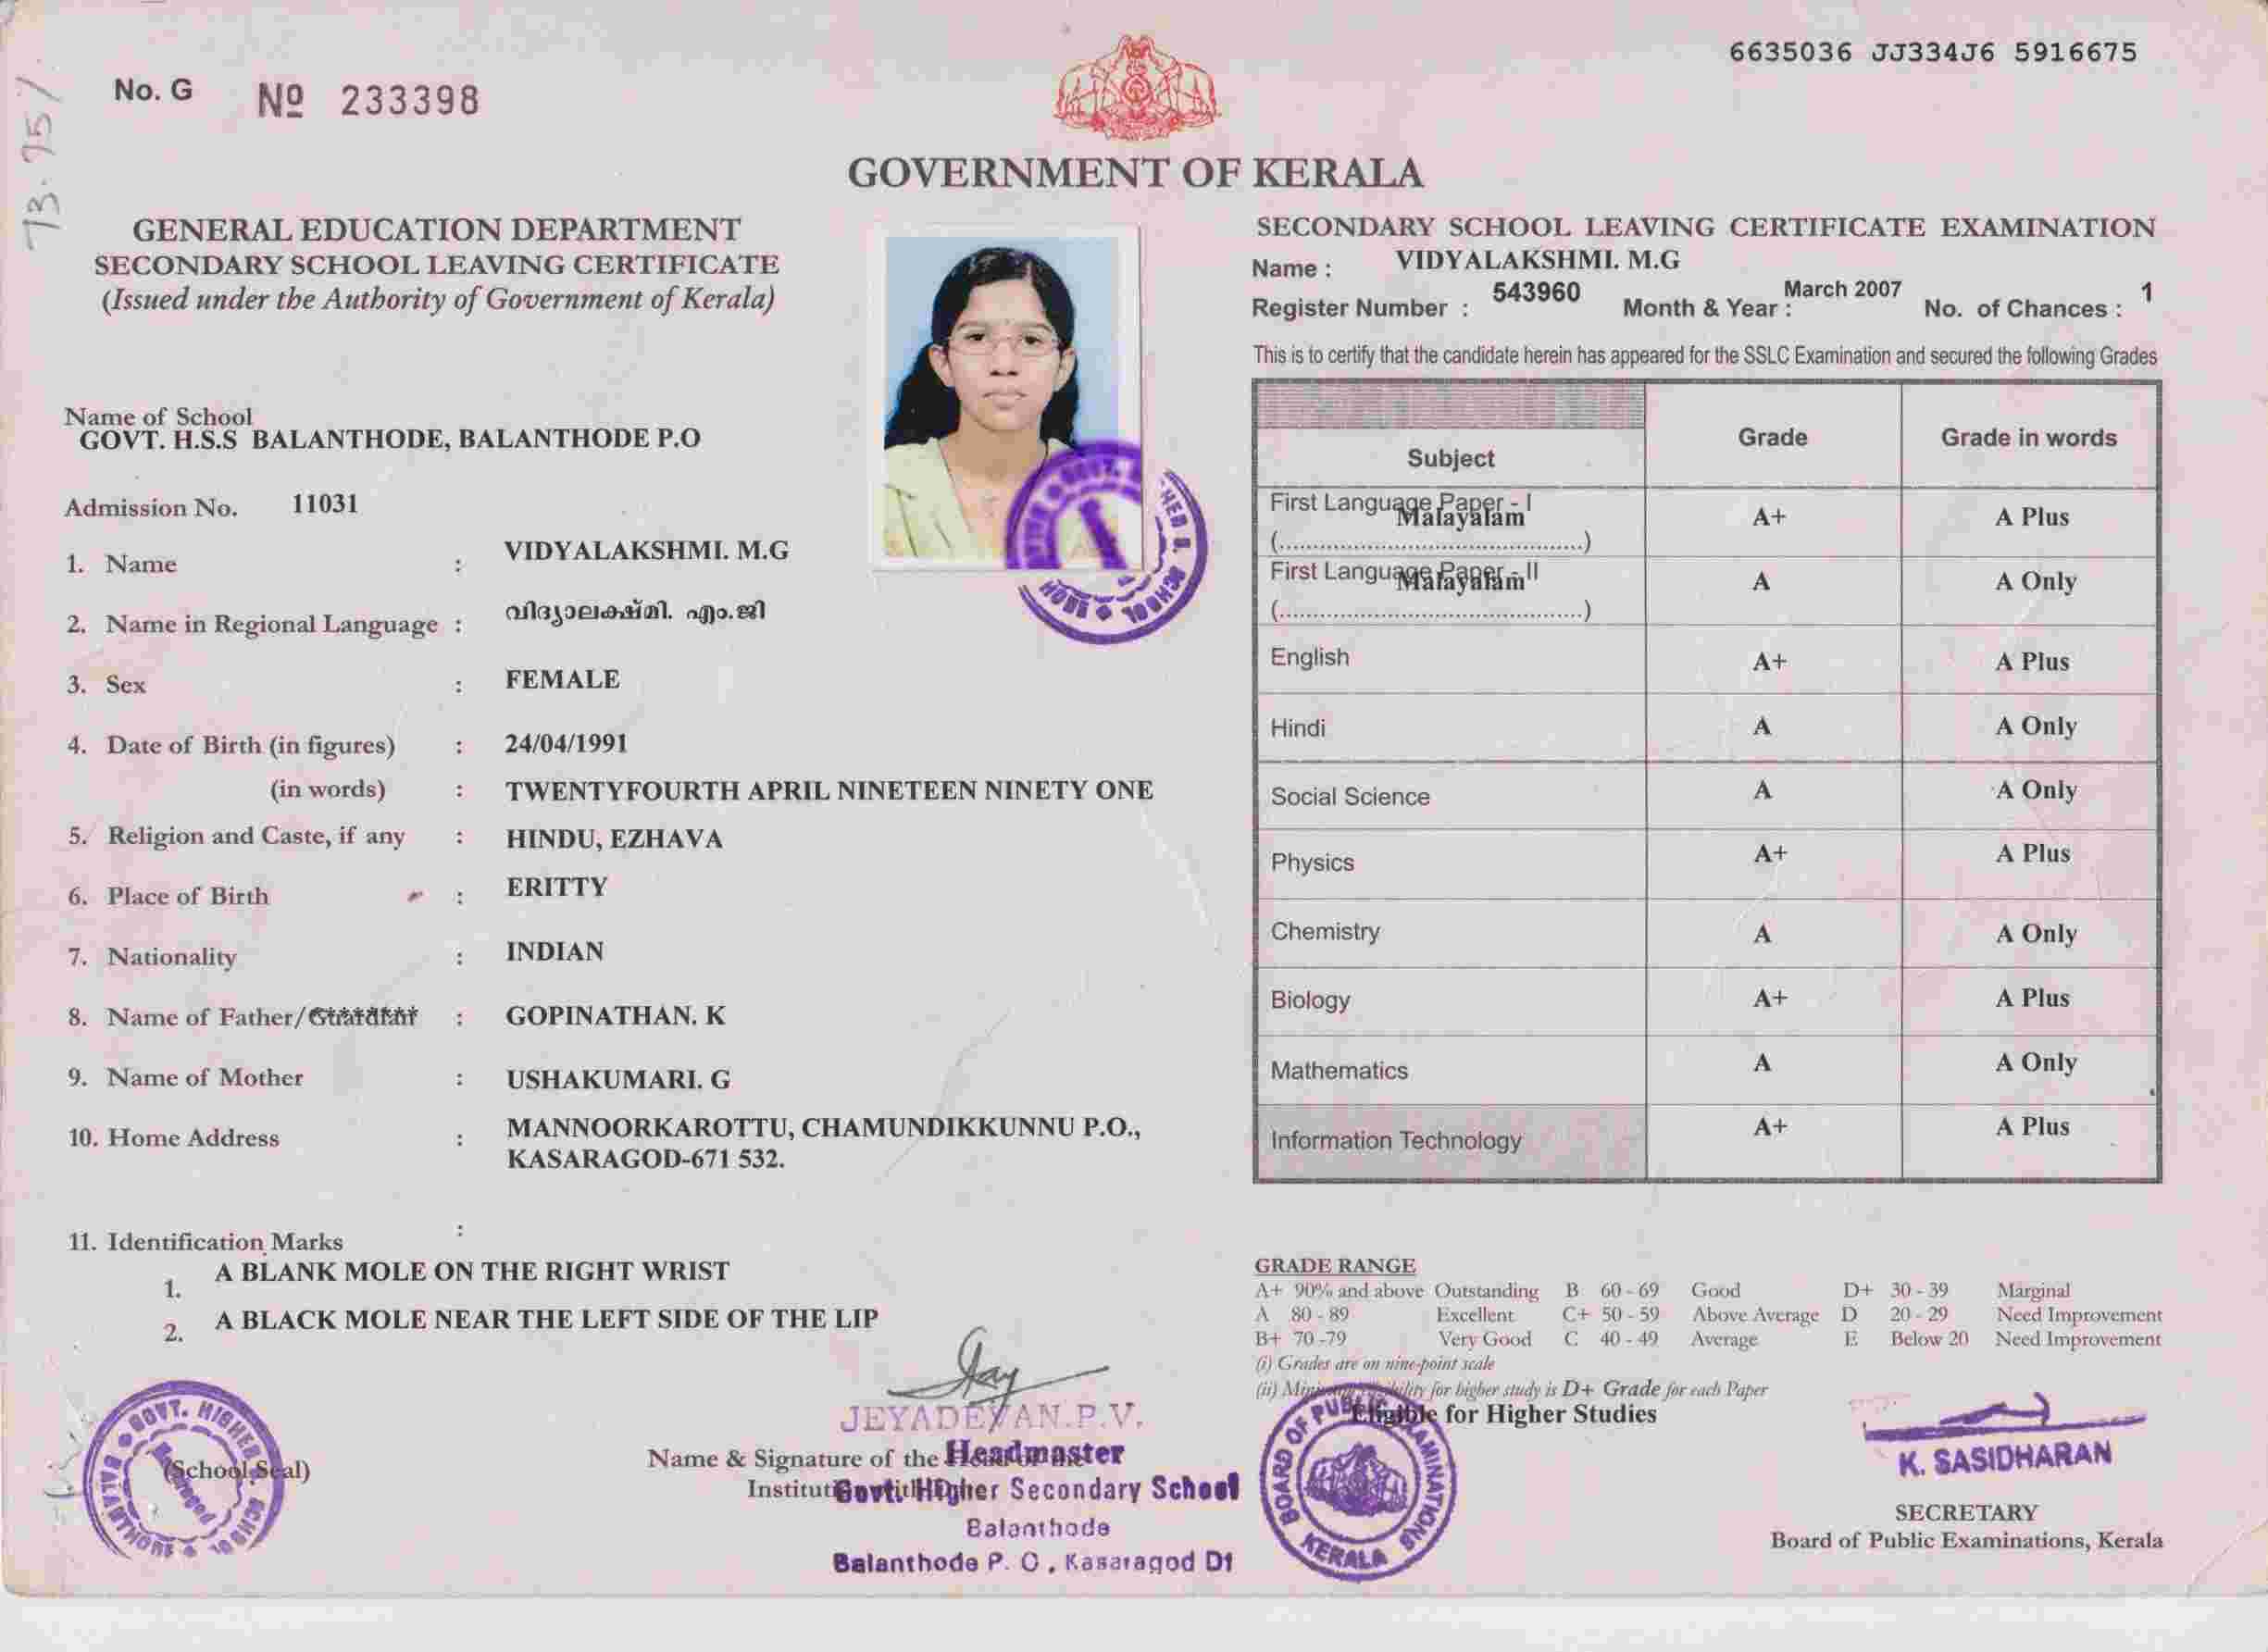 No. G Nº 233398
6635036 JJ334J6 5916675
73.75%
GOVERNMENT OF KERALA
GENERAL EDUCATION DEPARTMENT
SECONDARY SCHOOL LEAVING CERTIFICATE
(Issued under the Authority of Government of Kerala)
Name of School
GOVT. H.S.S BALANTHODE, BALANTHODE P.O
Admission No. 11031
1. Name : VIDYALAKSHMI. M.G
2. Name in Regional Language : വിദ്യാലക്ഷ്മി. എം.ജി
3. Sex : FEMALE
4. Date of Birth (in figures) : 24/04/1991
(in words) : TWENTYFOURTH APRIL NINETEEN NINETY ONE
5. Religion and Caste, if any : HINDU, EZHAVA
6. Place of Birth : ERITTY
7. Nationality : INDIAN
8. Name of Father/ : GOPINATHAN. K
9. Name of Mother : USHAKUMARI. G
10. Home Address : MANNOORKAROTTU, CHAMUNDIKKUNNU P.O.,
KASARAGOD-671 532.
11. Identification Marks :
1. A BLANK MOLE ON THE RIGHT WRIST
2. A BLACK MOLE NEAR THE LEFT SIDE OF THE LIP
GOVT. HIGHER
(School Seal)
JEYADEVAN.P.V.
Name & Signature of the Headmaster
Govt. Higher Secondary School
Balanthode
Balanthode P. O, Kasaragod Dt
SECONDARY SCHOOL LEAVING CERTIFICATE EXAMINATION
Name : VIDYALAKSHMI. M.G
Register Number : 543960 Month & Year : March 2007 No. of Chances : 1
This is to certify that the candidate herein has appeared for the SSLC Examination and secured the following Grades
Subject Grade Grade in words
First Language Paper - I Malayalam A+ A Plus
First Language Paper - II Malayalam A A Only
English A+ A Plus
Hindi A A Only
Social Science A A Only
Physics A+ A Plus
Chemistry A A Only
Biology A+ A Plus
Mathematics A A Only
Information Technology A+ A Plus
GRADE RANGE
A+ 90% and above Outstanding B 60 - 69 Good D+ 30 - 39 Marginal
A 80 - 89 Excellent C+ 50 - 59 Above Average D 20 - 29 Need Improvement
B+ 70 -79 Very Good C 40 - 49 Average E Below 20 Need Improvement
(i) Grades are on nine-point scale
(ii) for higher study is D+ Grade for each Paper
Eligible for Higher Studies
BOARD OF PUBLIC EXAMINATIONS
KERALA
K. SASIDHARAN
SECRETARY
Board of Public Examinations, Kerala